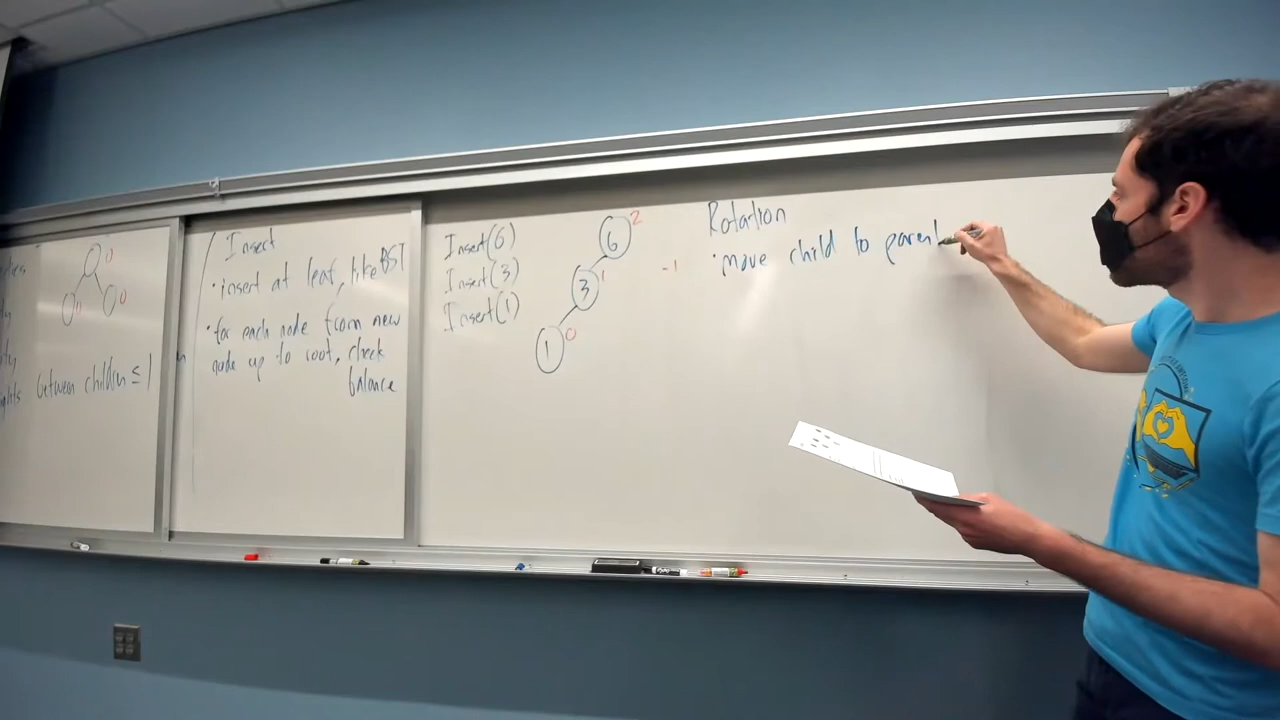 0
0
0
between children ≤ 1
Insert
• insert at leaf, like BST
• for each node from new
node up to root, check
balance
Insert(6)
Insert(3)
Insert(1)
6 2
3 1
1 0
-1
Rotation
• move child to parent